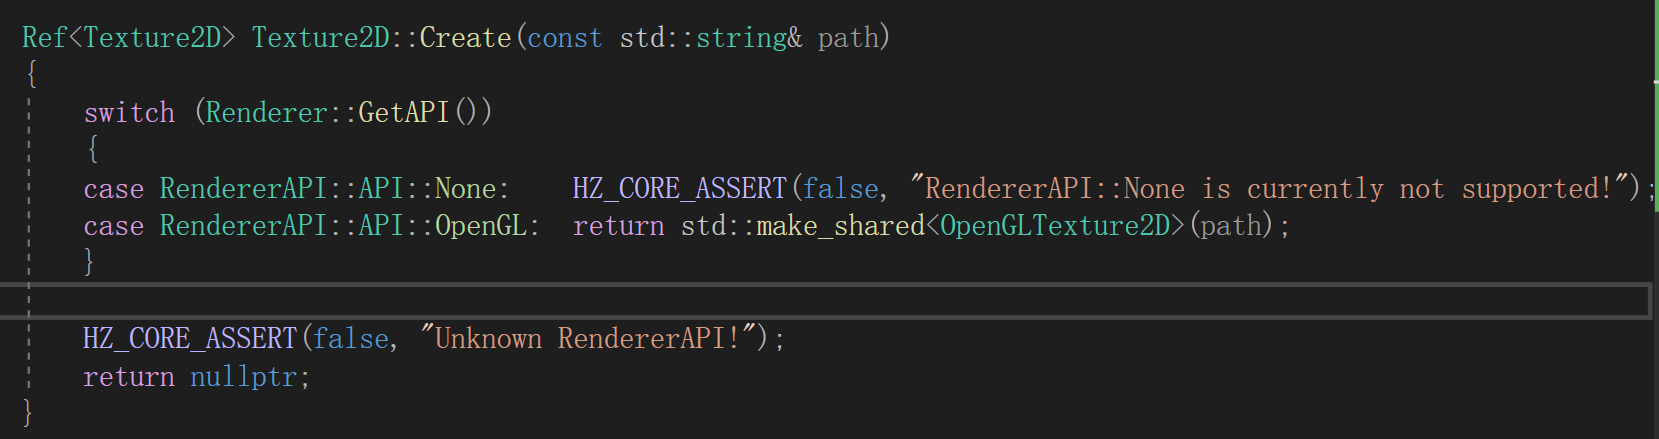 Ref<Texture2D> Texture2D::Create(const std::string& path)
{
switch (Renderer::GetAPI())
{
case RendererAPI::API::None:    HZ_CORE_ASSERT(false, "RendererAPI::None is currently not supported!");
case RendererAPI::API::OpenGL:  return std::make_shared<OpenGLTexture2D>(path);
}
HZ_CORE_ASSERT(false, "Unknown RendererAPI!");
return nullptr;
}